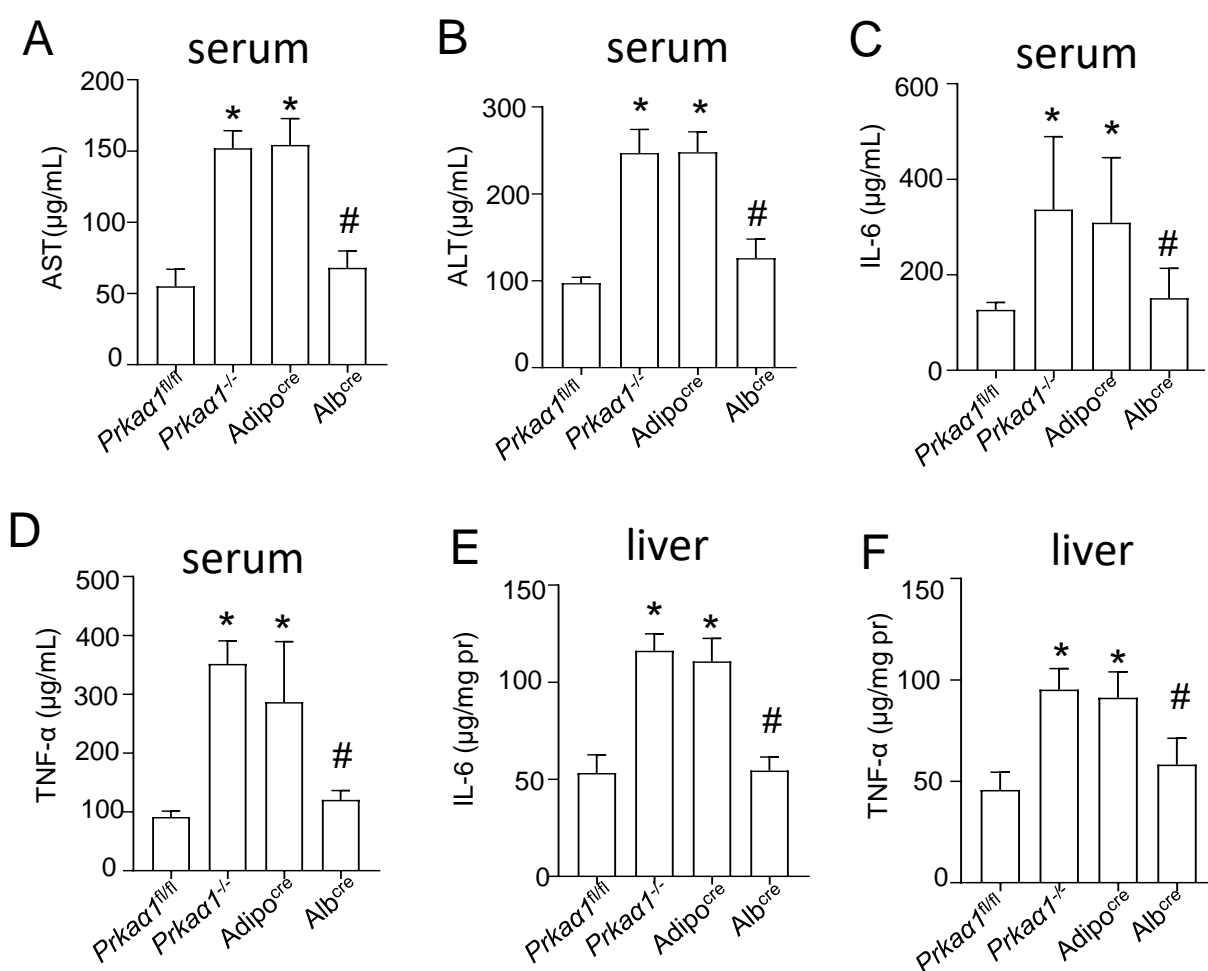 A
serum
AST(μg/mL)
200
150
100
50
0
*
*
#
Prkaα1fl/fl
Prkaα1-/-
Adipocre
Albcre
B
serum
ALT(μg/mL)
300
200
100
0
*
*
#
Prkaα1fl/fl
Prkaα1-/-
Adipocre
Albcre
C
serum
IL-6 (μg/mL)
600
400
200
0
*
*
#
Prkaα1fl/fl
Prkaα1-/-
Adipocre
Albcre
D
serum
TNF-α (μg/mL)
500
400
300
200
100
0
*
*
#
Prkaα1fl/fl
Prkaα1-/-
Adipocre
Albcre
E
liver
IL-6 (μg/mg pr)
150
100
50
0
*
*
#
Prkaα1fl/fl
Prkaα1-/-
Adipocre
Albcre
F
liver
TNF-α (μg/mg pr)
150
100
50
0
*
*
#
Prkaα1fl/fl
Prkaα1-/-
Adipocre
Albcre